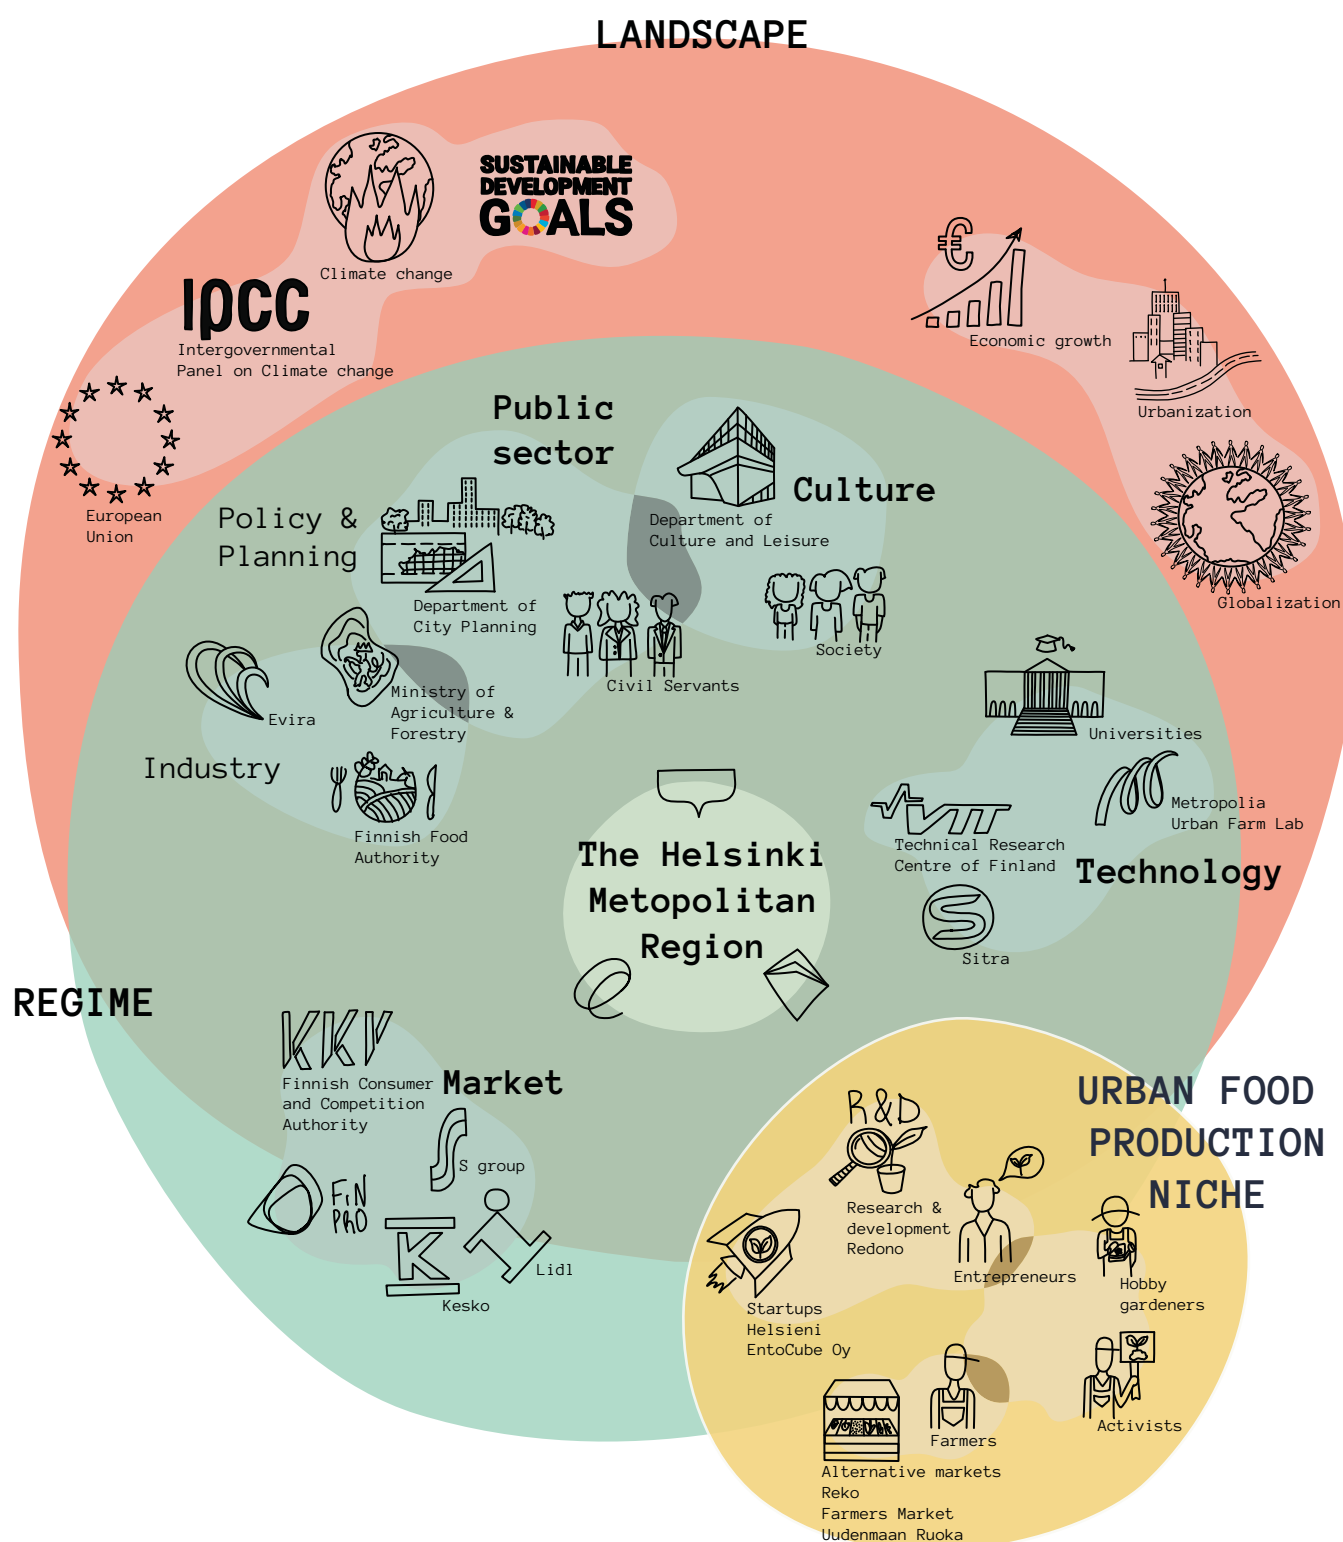 LANDSCAPE
SUSTAINABLE
DEVELOPMENT
GOALS
Climate change
ipcc
Intergovernmental
Panel on Climate change
European
Union
€
Economic growth
Urbanization
Globalization
Public
sector
Culture
Policy &
Planning
Department of
Culture and Leisure
Department of
City Planning
Society
Civil Servants
Evira
Ministry of
Agriculture &
Forestry
Industry
Finnish Food
Authority
Universities
Metropolia
Urban Farm Lab
VTT
Technical Research
Centre of Finland
Technology
Sitra
The Helsinki
Metopolitan
Region
REGIME
KKV
Finnish Consumer
and Competition
Authority
Market
S group
FiN
PRO
K
Lidl
Kesko
URBAN FOOD
PRODUCTION
NICHE
R&D
Research &
development
Redono
Entrepreneurs
Hobby
gardeners
Startups
Helsieni
EntoCube Oy
Activists
Farmers
Alternative markets
Reko
Farmers Market
Uudenmaan Ruoka